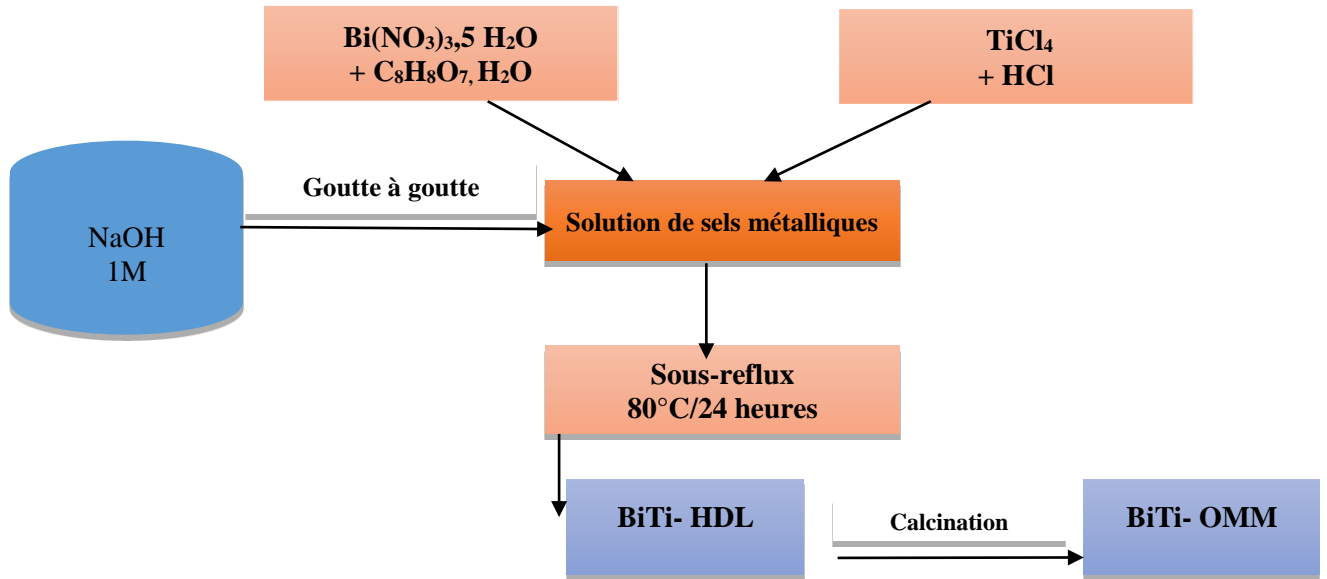 Bi(NO₃)₃,5 H₂O
+ C₈H₈O₇, H₂O
TiCl₄
+ HCl
Goutte à goutte
NaOH
1M
Solution de sels métalliques
Sous-reflux
80°C/24 heures
BiTi- HDL
Calcination
BiTi- OMM